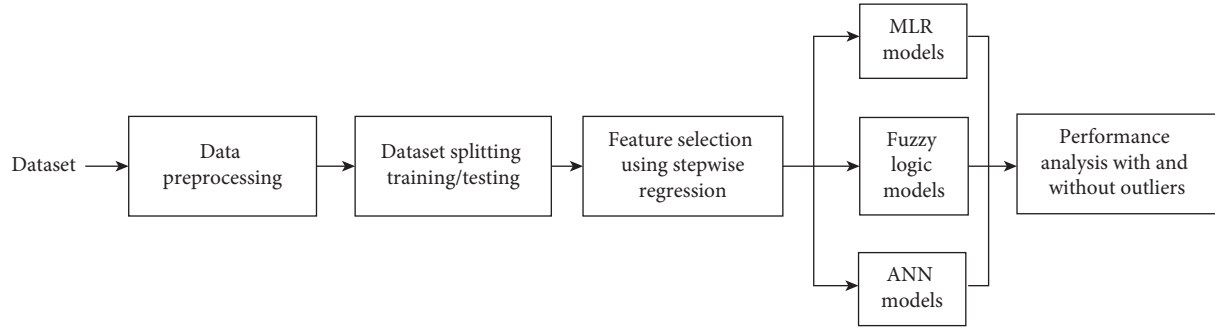 Dataset
Data
preprocessing
Dataset splitting
training/testing
Feature selection
using stepwise
regression
MLR
models
Fuzzy
logic
models
ANN
models
Performance
analysis with and
without outliers